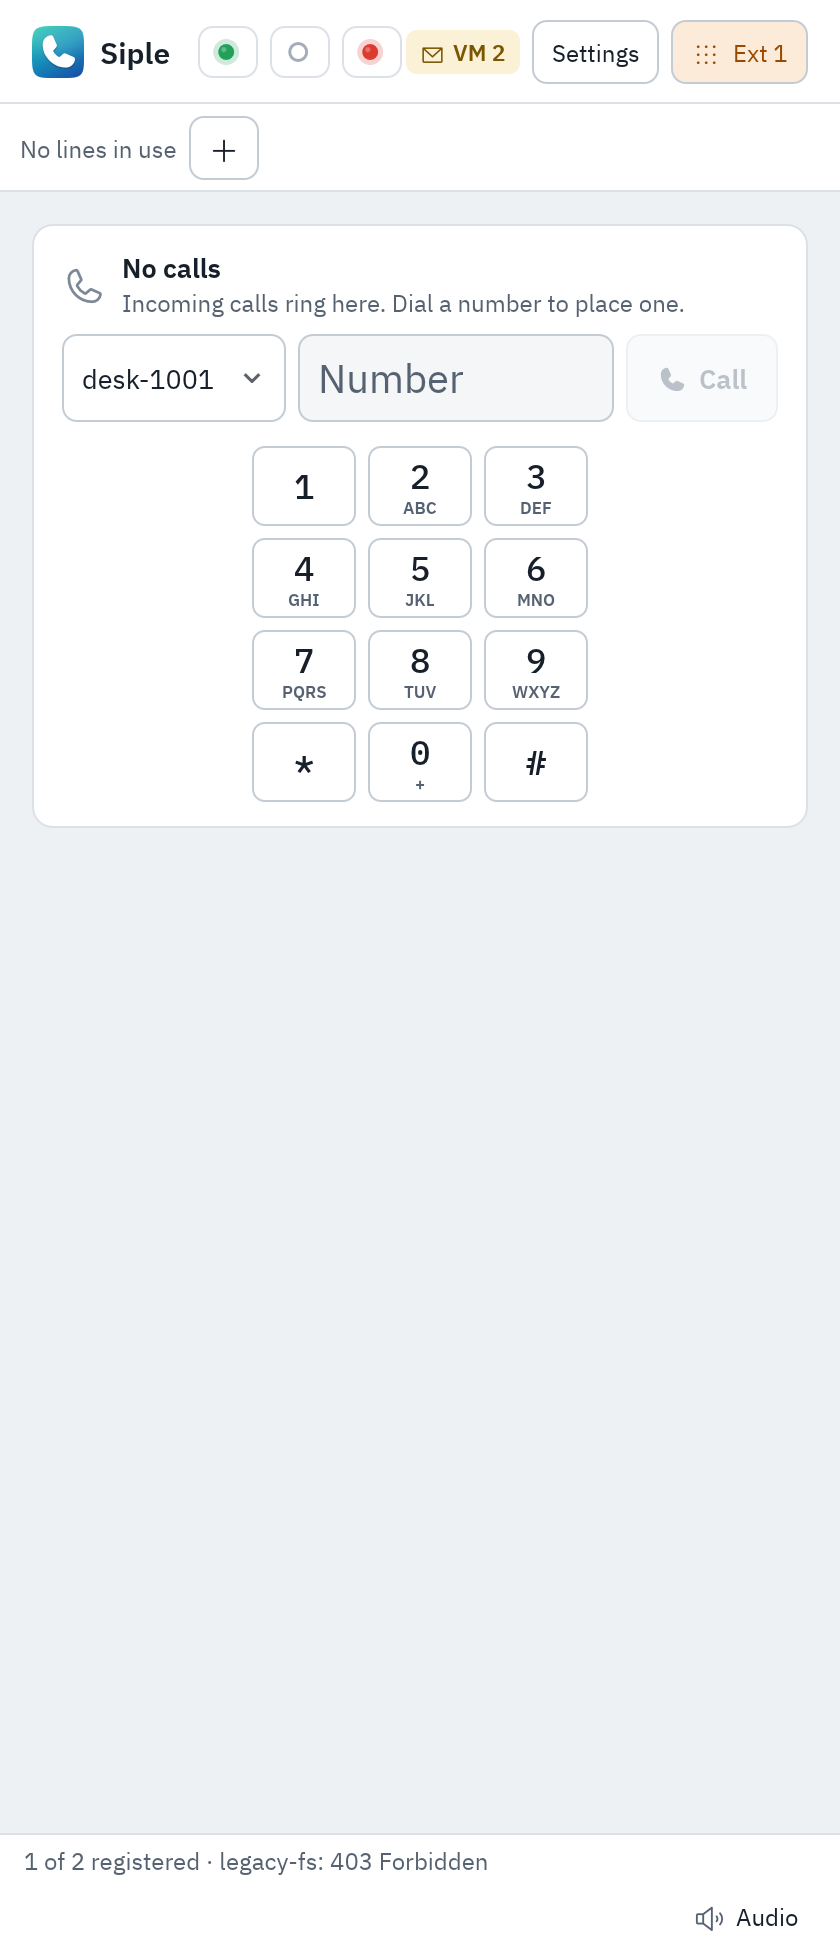 Siple
VM 2
Settings
Ext 1
No lines in use
No calls
Incoming calls ring here. Dial a number to place one.
desk-1001
Number
Call
1
2
ABC
3
DEF
4
GHI
5
JKL
6
MNO
7
PQRS
8
TUV
9
WXYZ
*
0
+
#
1 of 2 registered · legacy-fs: 403 Forbidden
Audio